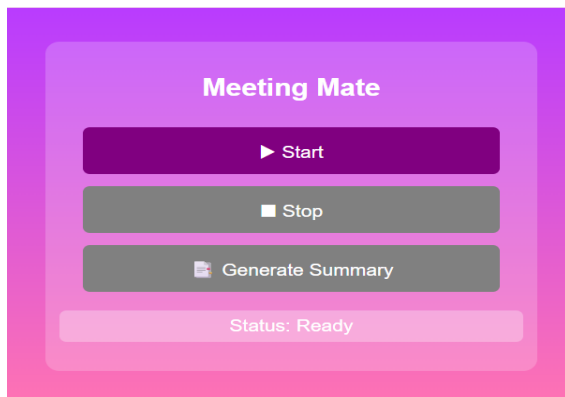 Meeting Mate
▶ Start
■ Stop
📑 Generate Summary
Status: Ready